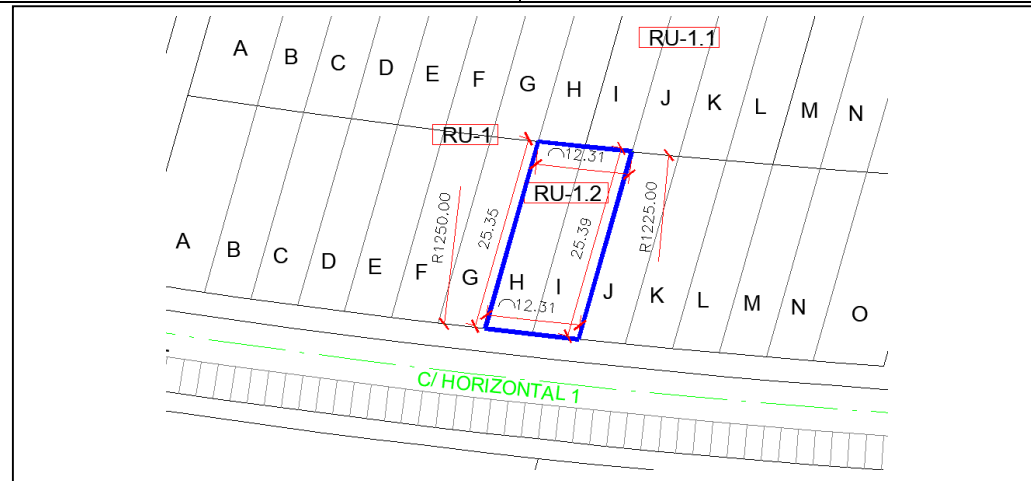 RU-1.1
A B C D E F G H I J K L M N
RU-1
⌒12.31
RU-1.2
R1250.00
25.35
25.39
R1225.00
A B C D E F G H I J K L M N O
⌒12.31
C/ HORIZONTAL 1